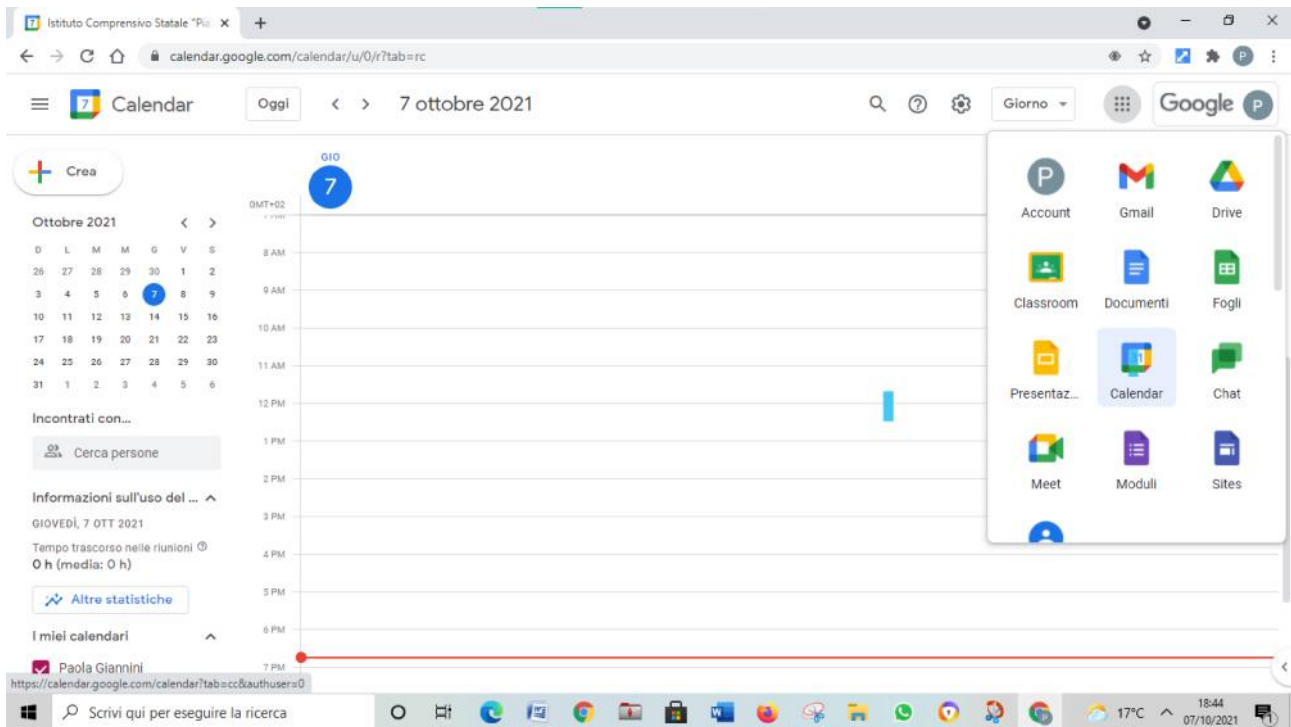 Istituto Comprensivo Statale "Pia
calendar.google.com/calendar/u/0/r?tab=rc
P
7 Calendar
Oggi
7 ottobre 2021
Giorno
Google P
Crea
GIO
7
GMT+02
Ottobre 2021
D L M M G V S
26 27 28 29 30 1 2
3 4 5 6 7 8 9
10 11 12 13 14 15 16
17 18 19 20 21 22 23
24 25 26 27 28 29 30
31 1 2 3 4 5 6
8 AM
9 AM
10 AM
11 AM
12 PM
1 PM
2 PM
3 PM
4 PM
5 PM
6 PM
7 PM
Incontrati con...
Cerca persone
Informazioni sull'uso del ...
GIOVEDÌ, 7 OTT 2021
Tempo trascorso nelle riunioni
0 h (media: 0 h)
Altre statistiche
I miei calendari
Paola Giannini
P
Account Gmail Drive
Classroom Documenti Fogli
Presentaz... Calendar Chat
Meet Moduli Sites
https://calendar.google.com/calendar?tab=cc&authuser=0
Scrivi qui per eseguire la ricerca
17°C
18:44
07/10/2021